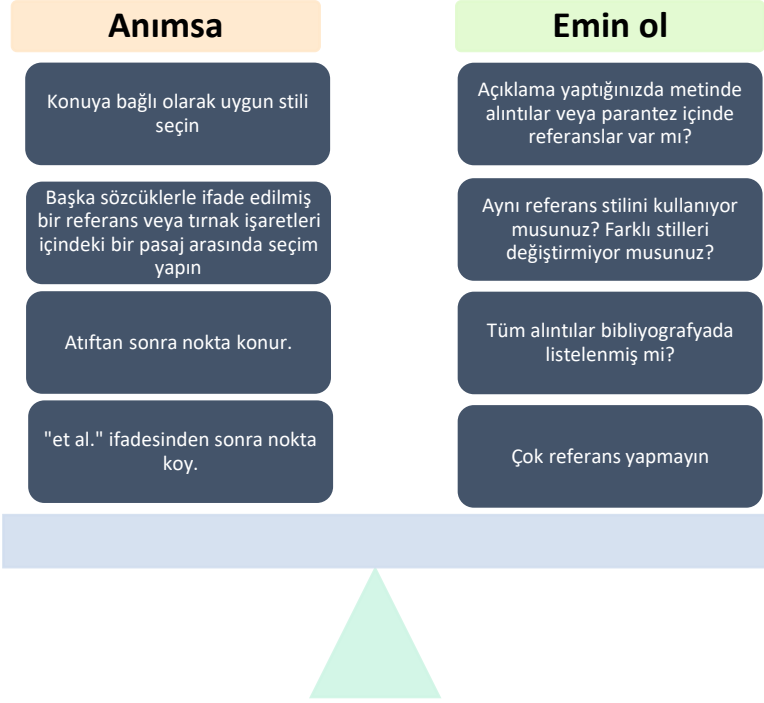 Anımsa
Konuya bağlı olarak uygun stili
seçin
Başka sözcüklerle ifade edilmiş
bir referans veya tırnak işaretleri
içindeki bir pasaj arasında seçim
yapın
Atıftan sonra nokta konur.
"et al." ifadesinden sonra nokta
koy.
Emin ol
Açıklama yaptığınızda metinde
alıntılar veya parantez içinde
referanslar var mı?
Aynı referans stilini kullanıyor
musunuz? Farklı stilleri
değiştirmiyor musunuz?
Tüm alıntılar bibliyografyada
listelenmiş mi?
Çok referans yapmayın